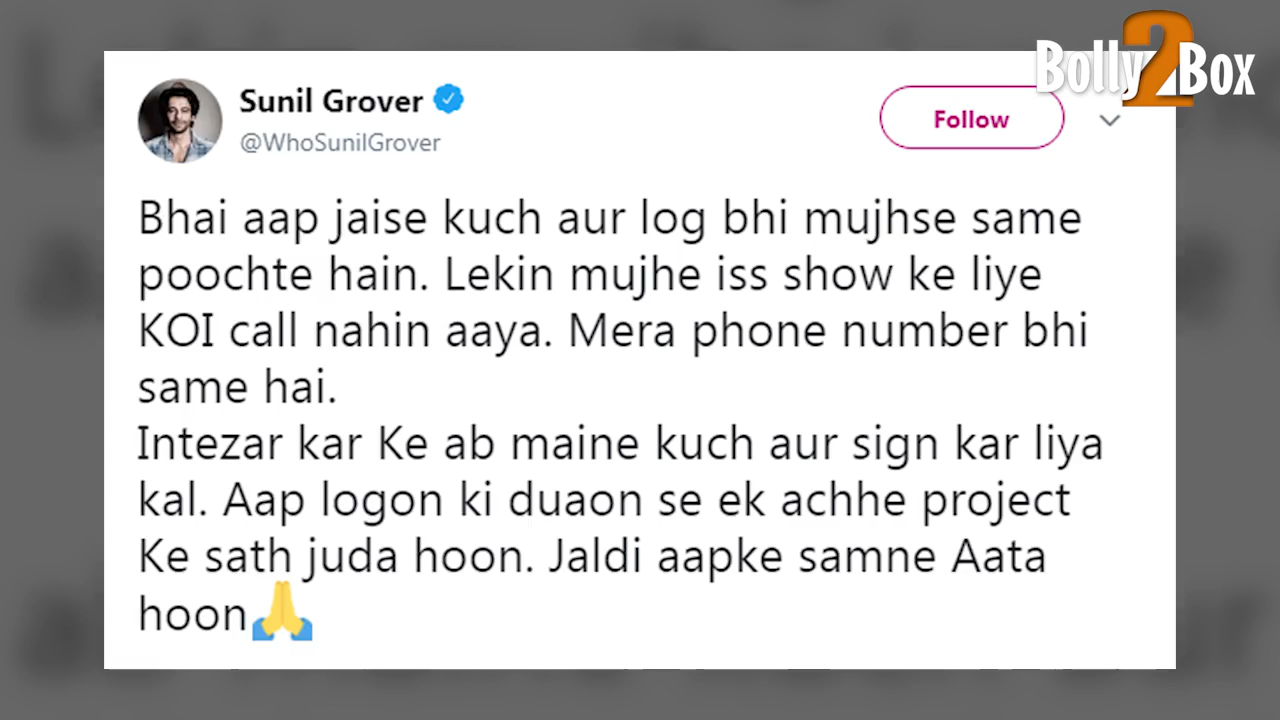 Bolly2Box
Sunil Grover
@WhoSunilGrover
Follow
Bhai aap jaise kuch aur log bhi mujhse same
poochte hain. Lekin mujhe iss show ke liye
KOI call nahin aaya. Mera phone number bhi
same hai.
Intezar kar Ke ab maine kuch aur sign kar liya
kal. Aap logon ki duaon se ek achhe project
Ke sath juda hoon. Jaldi aapke samne Aata
hoon🙏